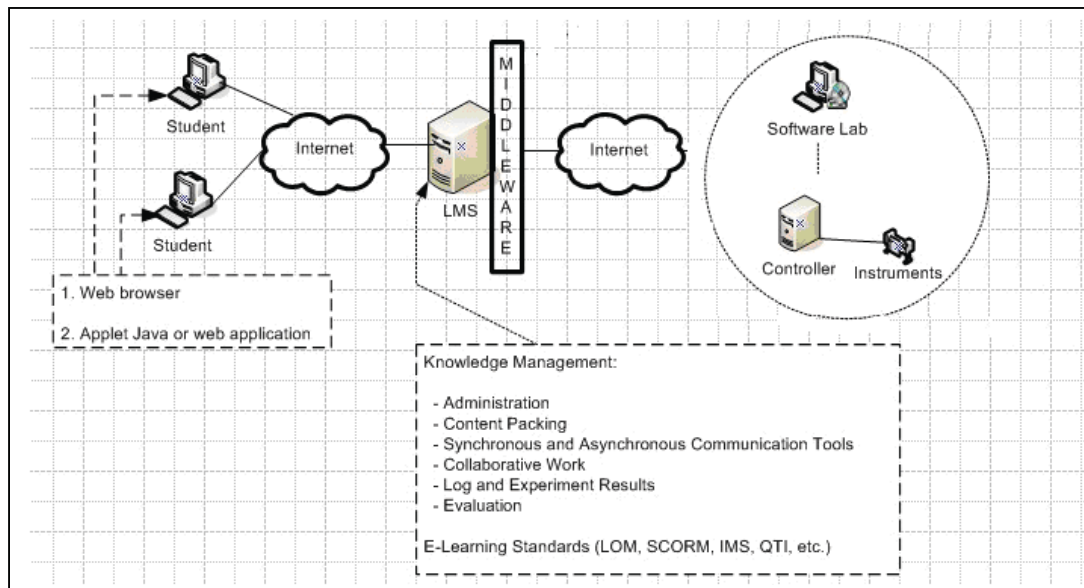 Student
Student
Internet
LMS
MIDDLEWARE
Internet
Software Lab
Controller
Instruments
1. Web browser
2. Applet Java or web application
Knowledge Management:
- Administration
- Content Packing
- Synchronous and Asynchronous Communication Tools
- Collaborative Work
- Log and Experiment Results
- Evaluation
E-Learning Standards (LOM, SCORM, IMS, QTI, etc.)